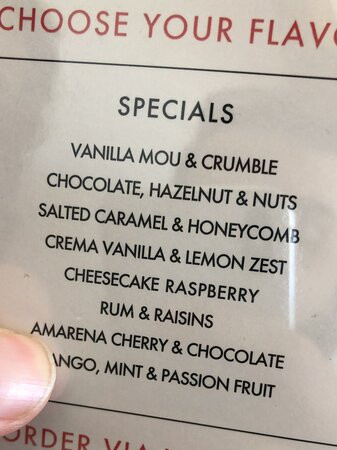 CHOOSE YOUR FLAV
SPECIALS
VANILLA MOU & CRUMBLE
CHOCOLATE, HAZELNUT & NUTS
SALTED CARAMEL & HONEYCOMB
CREMA VANILLA & LEMON ZEST
CHEESECAKE RASPBERRY
RUM & RAISINS
AMARENA CHERRY & CHOCOLATE
ANGO, MINT & PASSION FRUIT
ORDER VIA